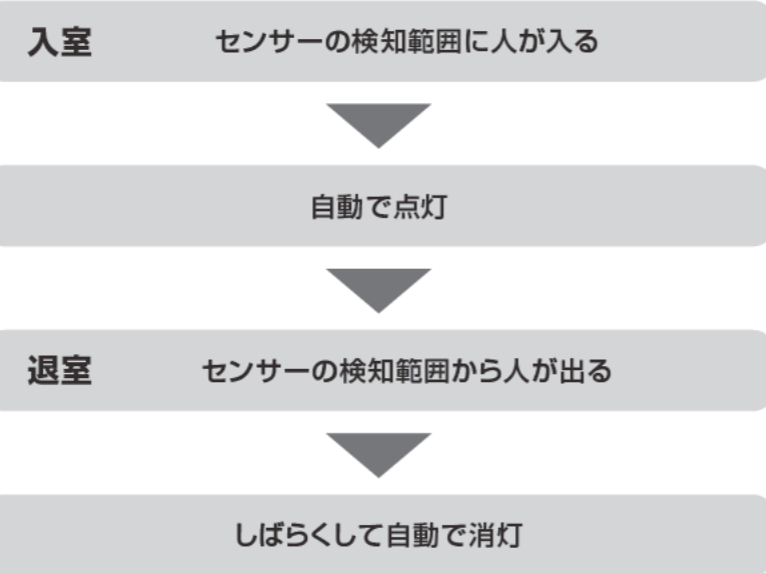 入室 センサーの検知範囲に人が入る
自動で点灯
退室 センサーの検知範囲から人が出る
しばらくして自動で消灯